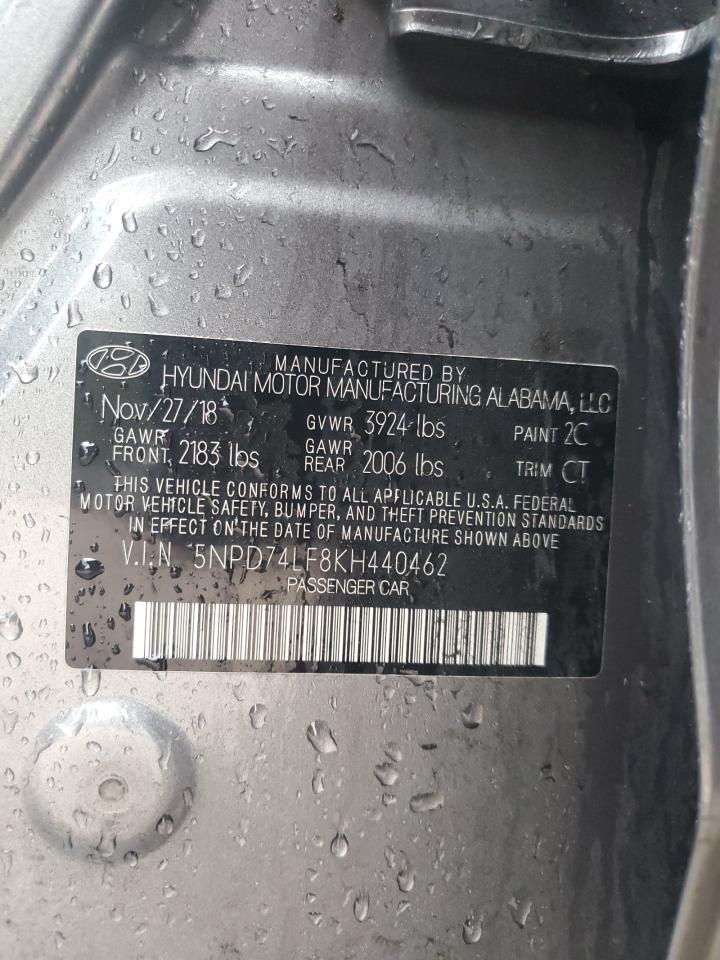 MANUFACTURED BY
HYUNDAI MOTOR MANUFACTURING ALABAMA, LLC
Nov/27/18 GVWR 3924 lbs PAINT 2C
GAWR FRONT 2183 lbs GAWR REAR 2006 lbs TRIM CT
THIS VEHICLE CONFORMS TO ALL APPLICABLE U.S.A. FEDERAL
MOTOR VEHICLE SAFETY, BUMPER, AND THEFT PREVENTION STANDARDS
IN EFFECT ON THE DATE OF MANUFACTURE SHOWN ABOVE
V.I.N. 5NPD74LF8KH440462
PASSENGER CAR